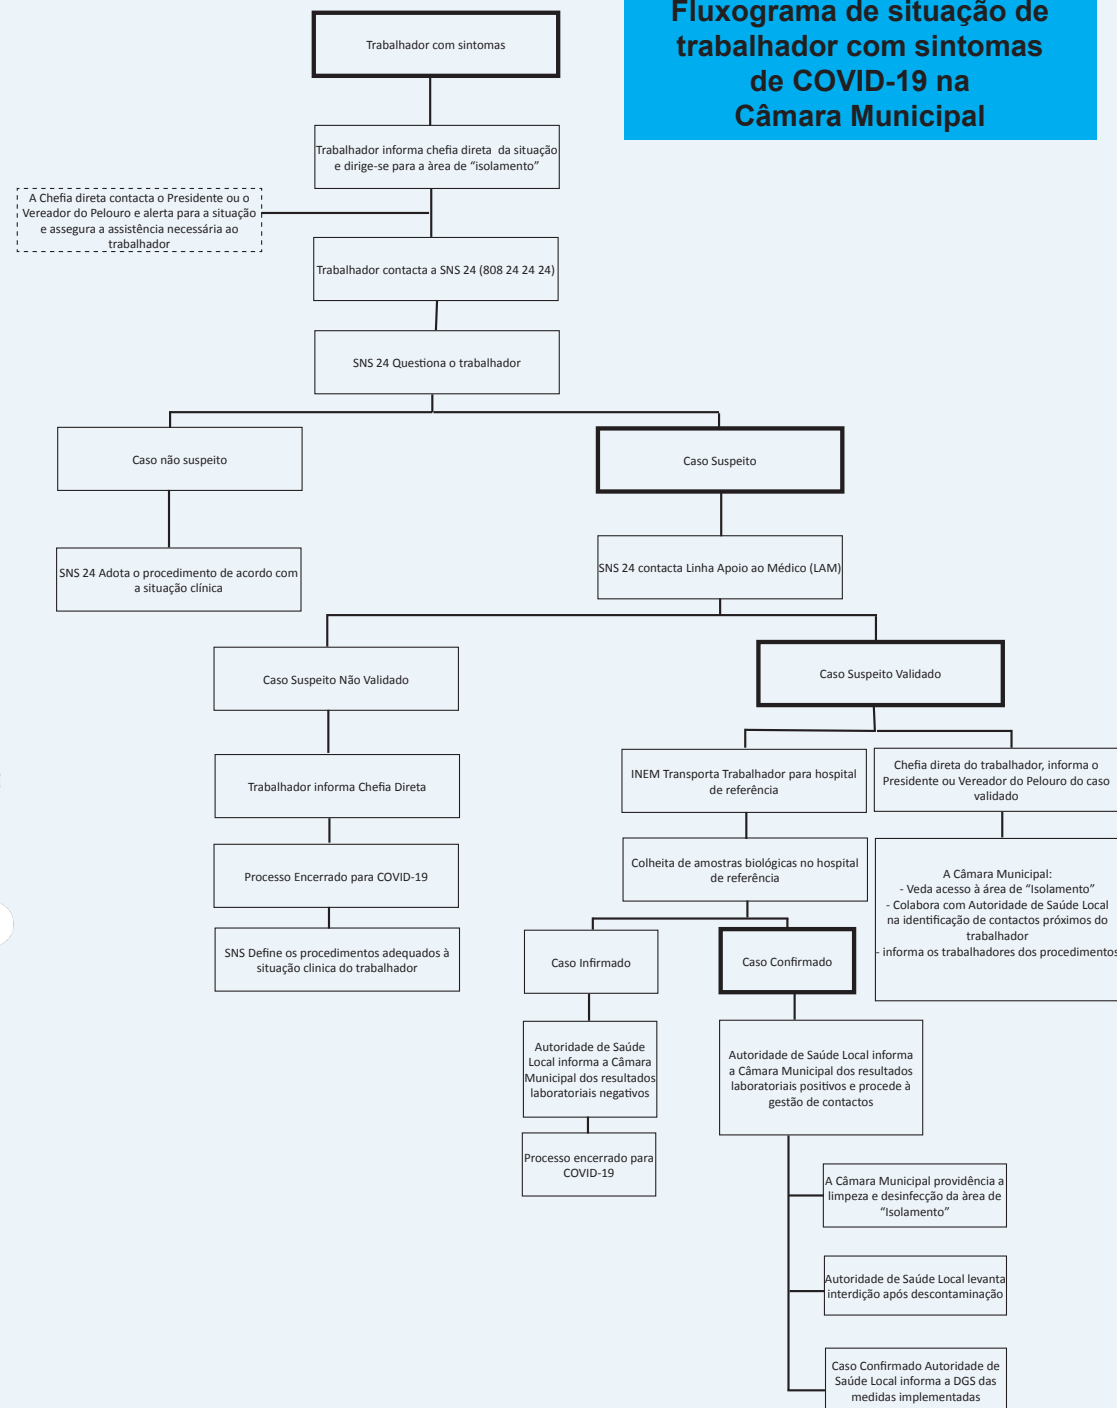 Fluxograma de situação de
trabalhador com sintomas
de COVID-19 na
Câmara Municipal
Trabalhador com sintomas
Trabalhador informa chefia direta da situação
e dirige-se para a àrea de “isolamento”
A Chefia direta contacta o Presidente ou o
Vereador do Pelouro e alerta para a situação
e assegura a assistência necessária ao
trabalhador
Trabalhador contacta a SNS 24 (808 24 24 24)
SNS 24 Questiona o trabalhador
Caso não suspeito
Caso Suspeito
SNS 24 Adota o procedimento de acordo com
a situação clínica
SNS 24 contacta Linha Apoio ao Médico (LAM)
Caso Suspeito Não Validado
Caso Suspeito Validado
Trabalhador informa Chefia Direta
INEM Transporta Trabalhador para hospital
de referência
Chefia direta do trabalhador, informa o
Presidente ou Vereador do Pelouro do caso
validado
Processo Encerrado para COVID-19
Colheita de amostras biológicas no hospital
de referência
A Câmara Municipal:
- Veda acesso à área de “Isolamento”
- Colabora com Autoridade de Saúde Local
na identificação de contactos próximos do
trabalhador
- informa os trabalhadores dos procedimentos
SNS Define os procedimentos adequados à
situação clinica do trabalhador
Caso Infirmado
Caso Confirmado
Autoridade de Saúde
Local informa a Câmara
Municipal dos resultados
laboratoriais negativos
Autoridade de Saúde Local informa
a Câmara Municipal dos resultados
laboratoriais positivos e procede à
gestão de contactos
Processo encerrado para
COVID-19
A Câmara Municipal providência a
limpeza e desinfecção da àrea de
“Isolamento”
Autoridade de Saúde Local levanta
interdição após descontaminação
Caso Confirmado Autoridade de
Saúde Local informa a DGS das
medidas implementadas